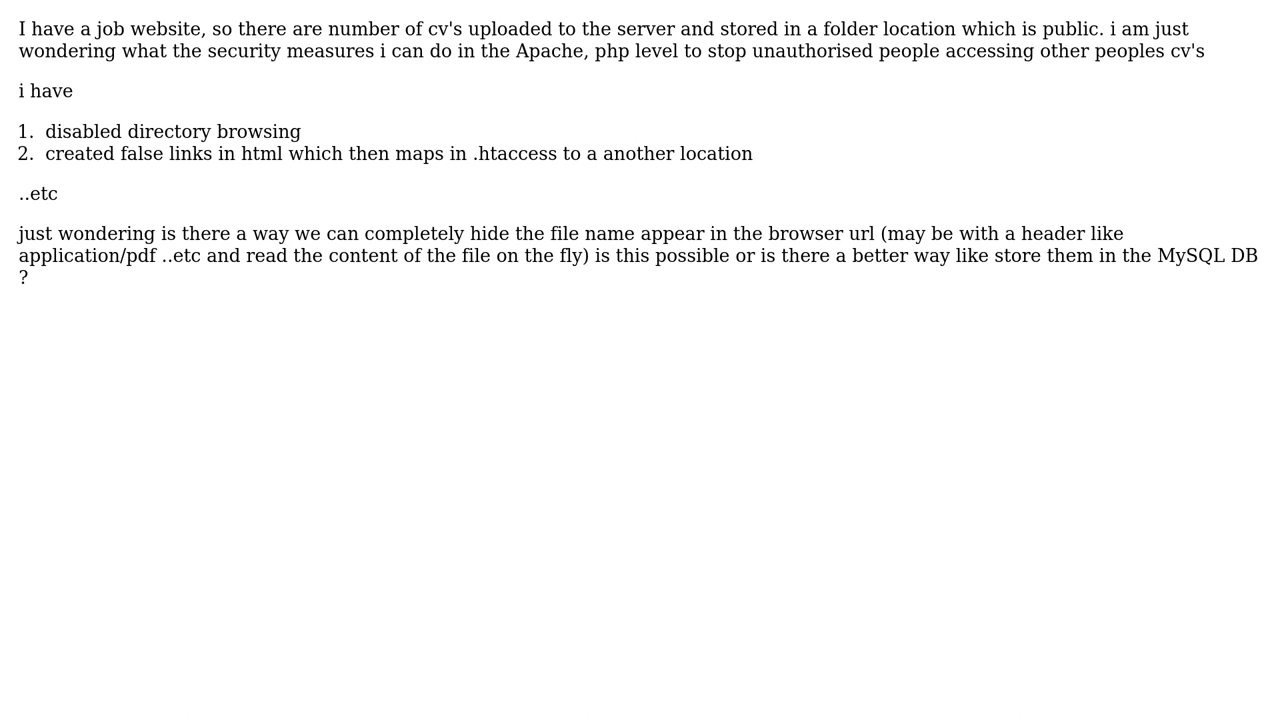 I have a job website, so there are number of cv's uploaded to the server and stored in a folder location which is public. i am just
wondering what the security measures i can do in the Apache, php level to stop unauthorised people accessing other peoples cv's
i have
1. disabled directory browsing
2. created false links in html which then maps in .htaccess to a another location
..etc
just wondering is there a way we can completely hide the file name appear in the browser url (may be with a header like
application/pdf ..etc and read the content of the file on the fly) is this possible or is there a better way like store them in the MySQL DB
?